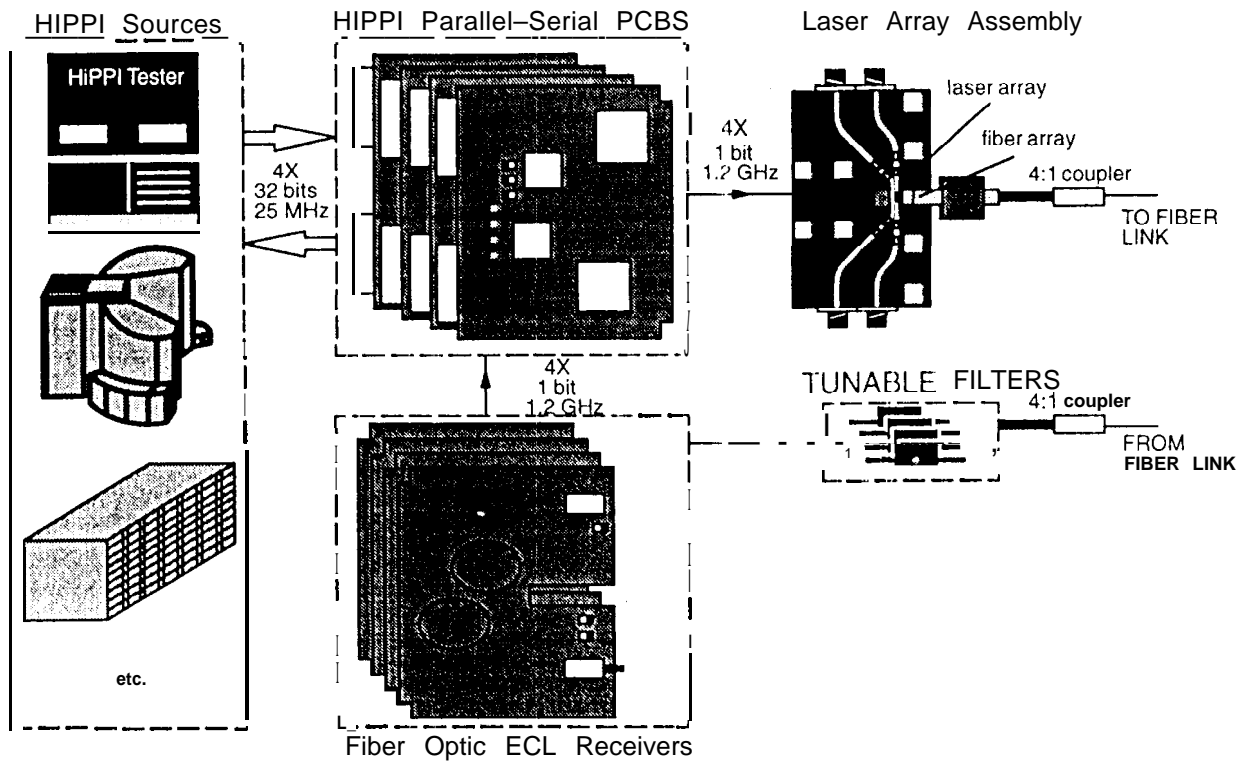 HIPPI Sources
HiPPI Tester
etc.
4X
32 bits
25 MHz
HIPPI Parallel–Serial PCBS
4X
1 bit
1.2 GHz
Laser Array Assembly
laser array
fiber array
4:1 coupler
TO FIBER
LINK
4X
1 bit
1.2 GHz
TUNABLE FILTERS
4:1 coupler
1
FROM
FIBER LINK
Fiber Optic ECL Receivers